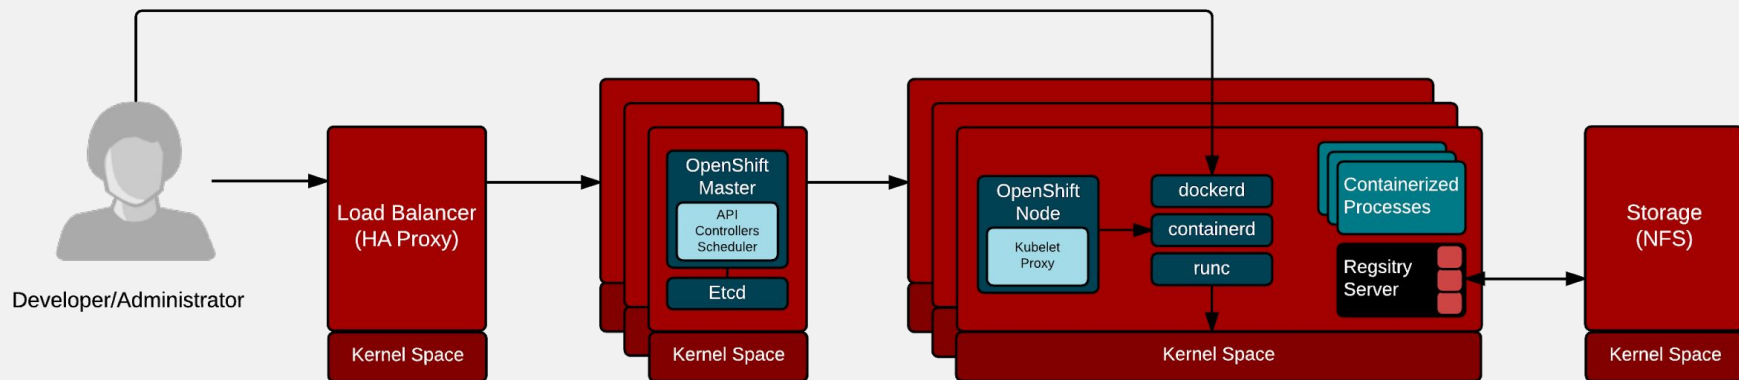 Developer/Administrator
Load Balancer
(HA Proxy)
Kernel Space
OpenShift
Master
API
Controllers
Scheduler
Etcd
Kernel Space
OpenShift
Node
Kubelet
Proxy
dockerd
containerd
runc
Containerized
Processes
Regsitry
Server
Kernel Space
Storage
(NFS)
Kernel Space